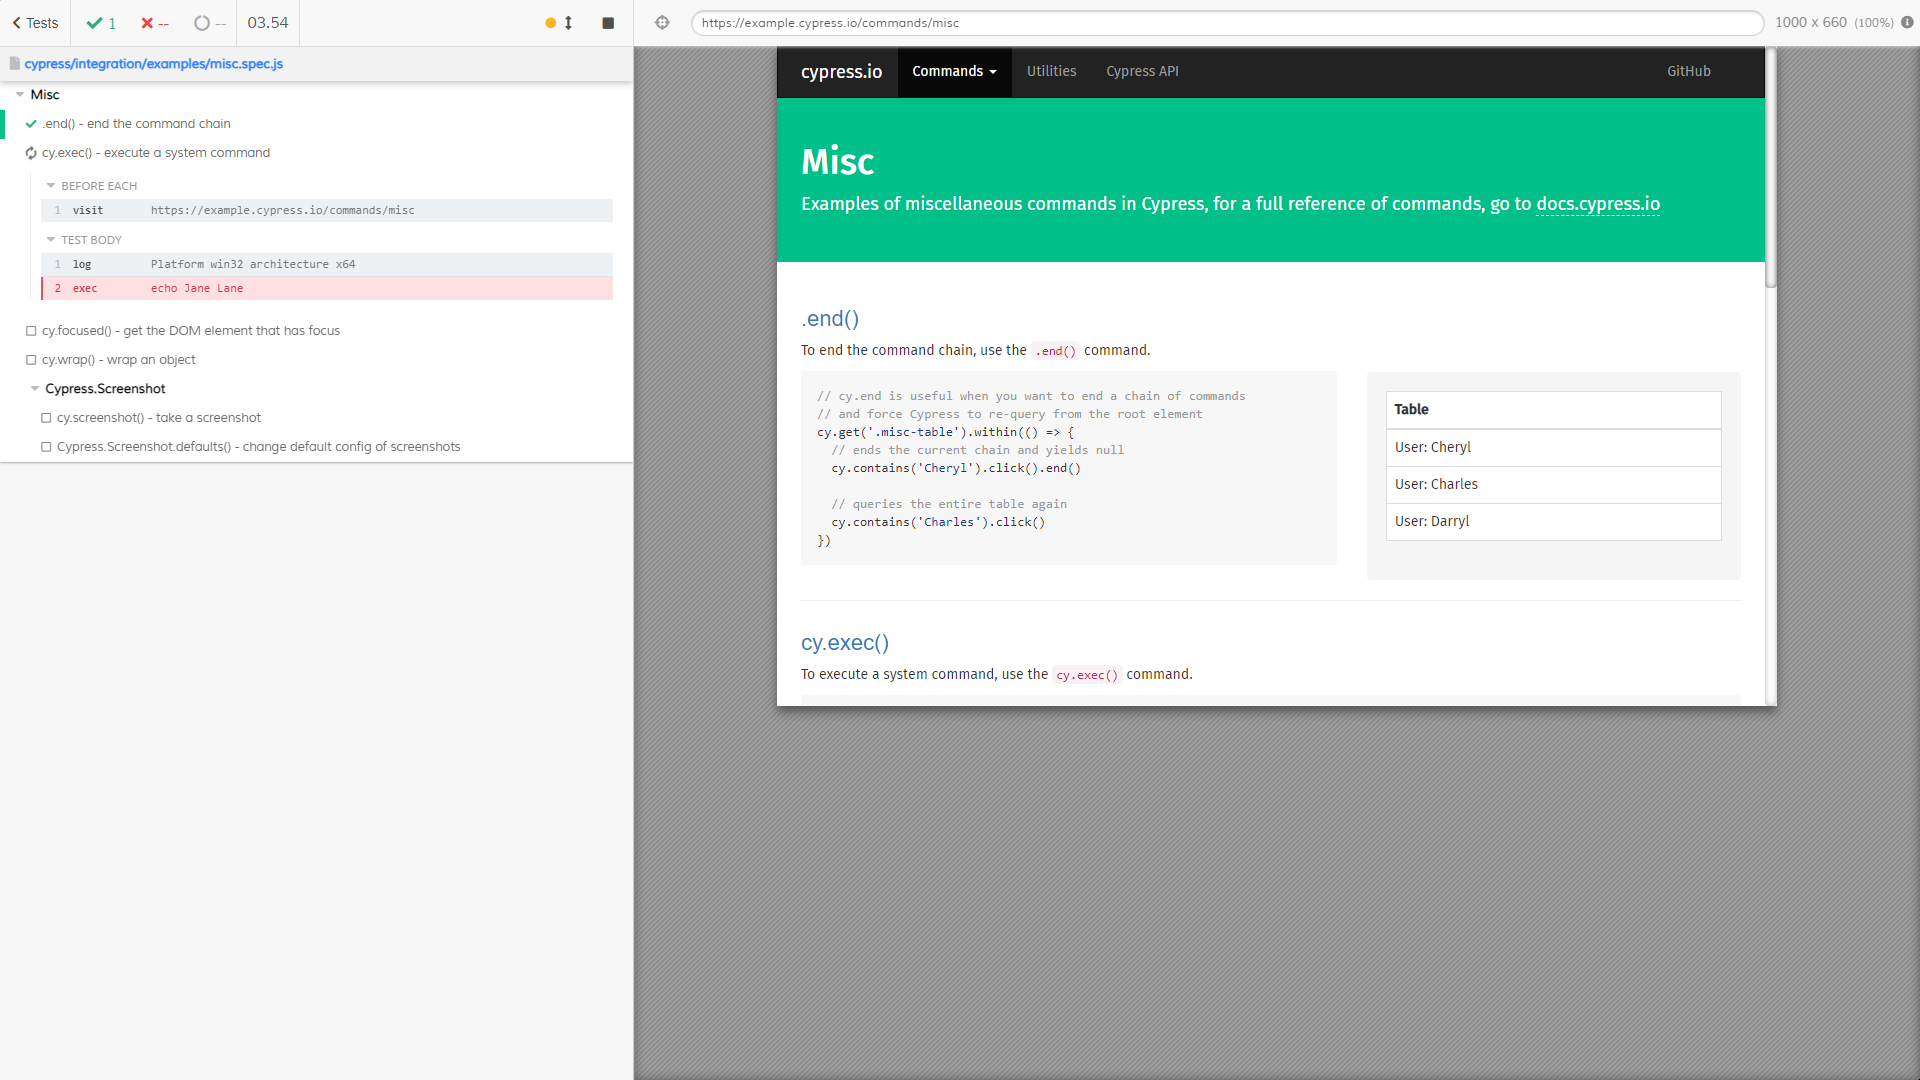 Tests
1
--
--
03.54
https://example.cypress.io/commands/misc
1000 x 660 (100%)
cypress/integration/examples/misc.spec.js
Misc
.end() - end the command chain
cy.exec() - execute a system command
BEFORE EACH
1 visit https://example.cypress.io/commands/misc
TEST BODY
1 log Platform win32 architecture x64
2 exec echo Jane Lane
cy.focused() - get the DOM element that has focus
cy.wrap() - wrap an object
Cypress.Screenshot
cy.screenshot() - take a screenshot
Cypress.Screenshot.defaults() - change default config of screenshots
cypress.io Commands Utilities Cypress API GitHub
Misc
Examples of miscellaneous commands in Cypress, for a full reference of commands, go to docs.cypress.io
.end()
To end the command chain, use the .end() command.
// cy.end is useful when you want to end a chain of commands
// and force Cypress to re-query from the root element
cy.get('.misc-table').within(() => {
// ends the current chain and yields null
cy.contains('Cheryl').click().end()
// queries the entire table again
cy.contains('Charles').click()
})
Table
User: Cheryl
User: Charles
User: Darryl
cy.exec()
To execute a system command, use the cy.exec() command.